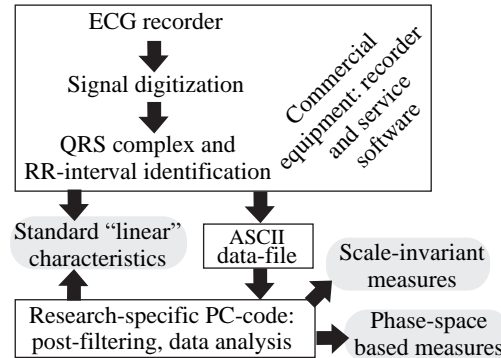 ECG recorder
Signal digitization
QRS complex and
RR-interval identification
Commercial
equipment: recorder
and service
software
Standard “linear”
characteristics
ASCII
data-file
Scale-invariant
measures
Research-specific PC-code:
post-filtering, data analysis
Phase-space
based measures